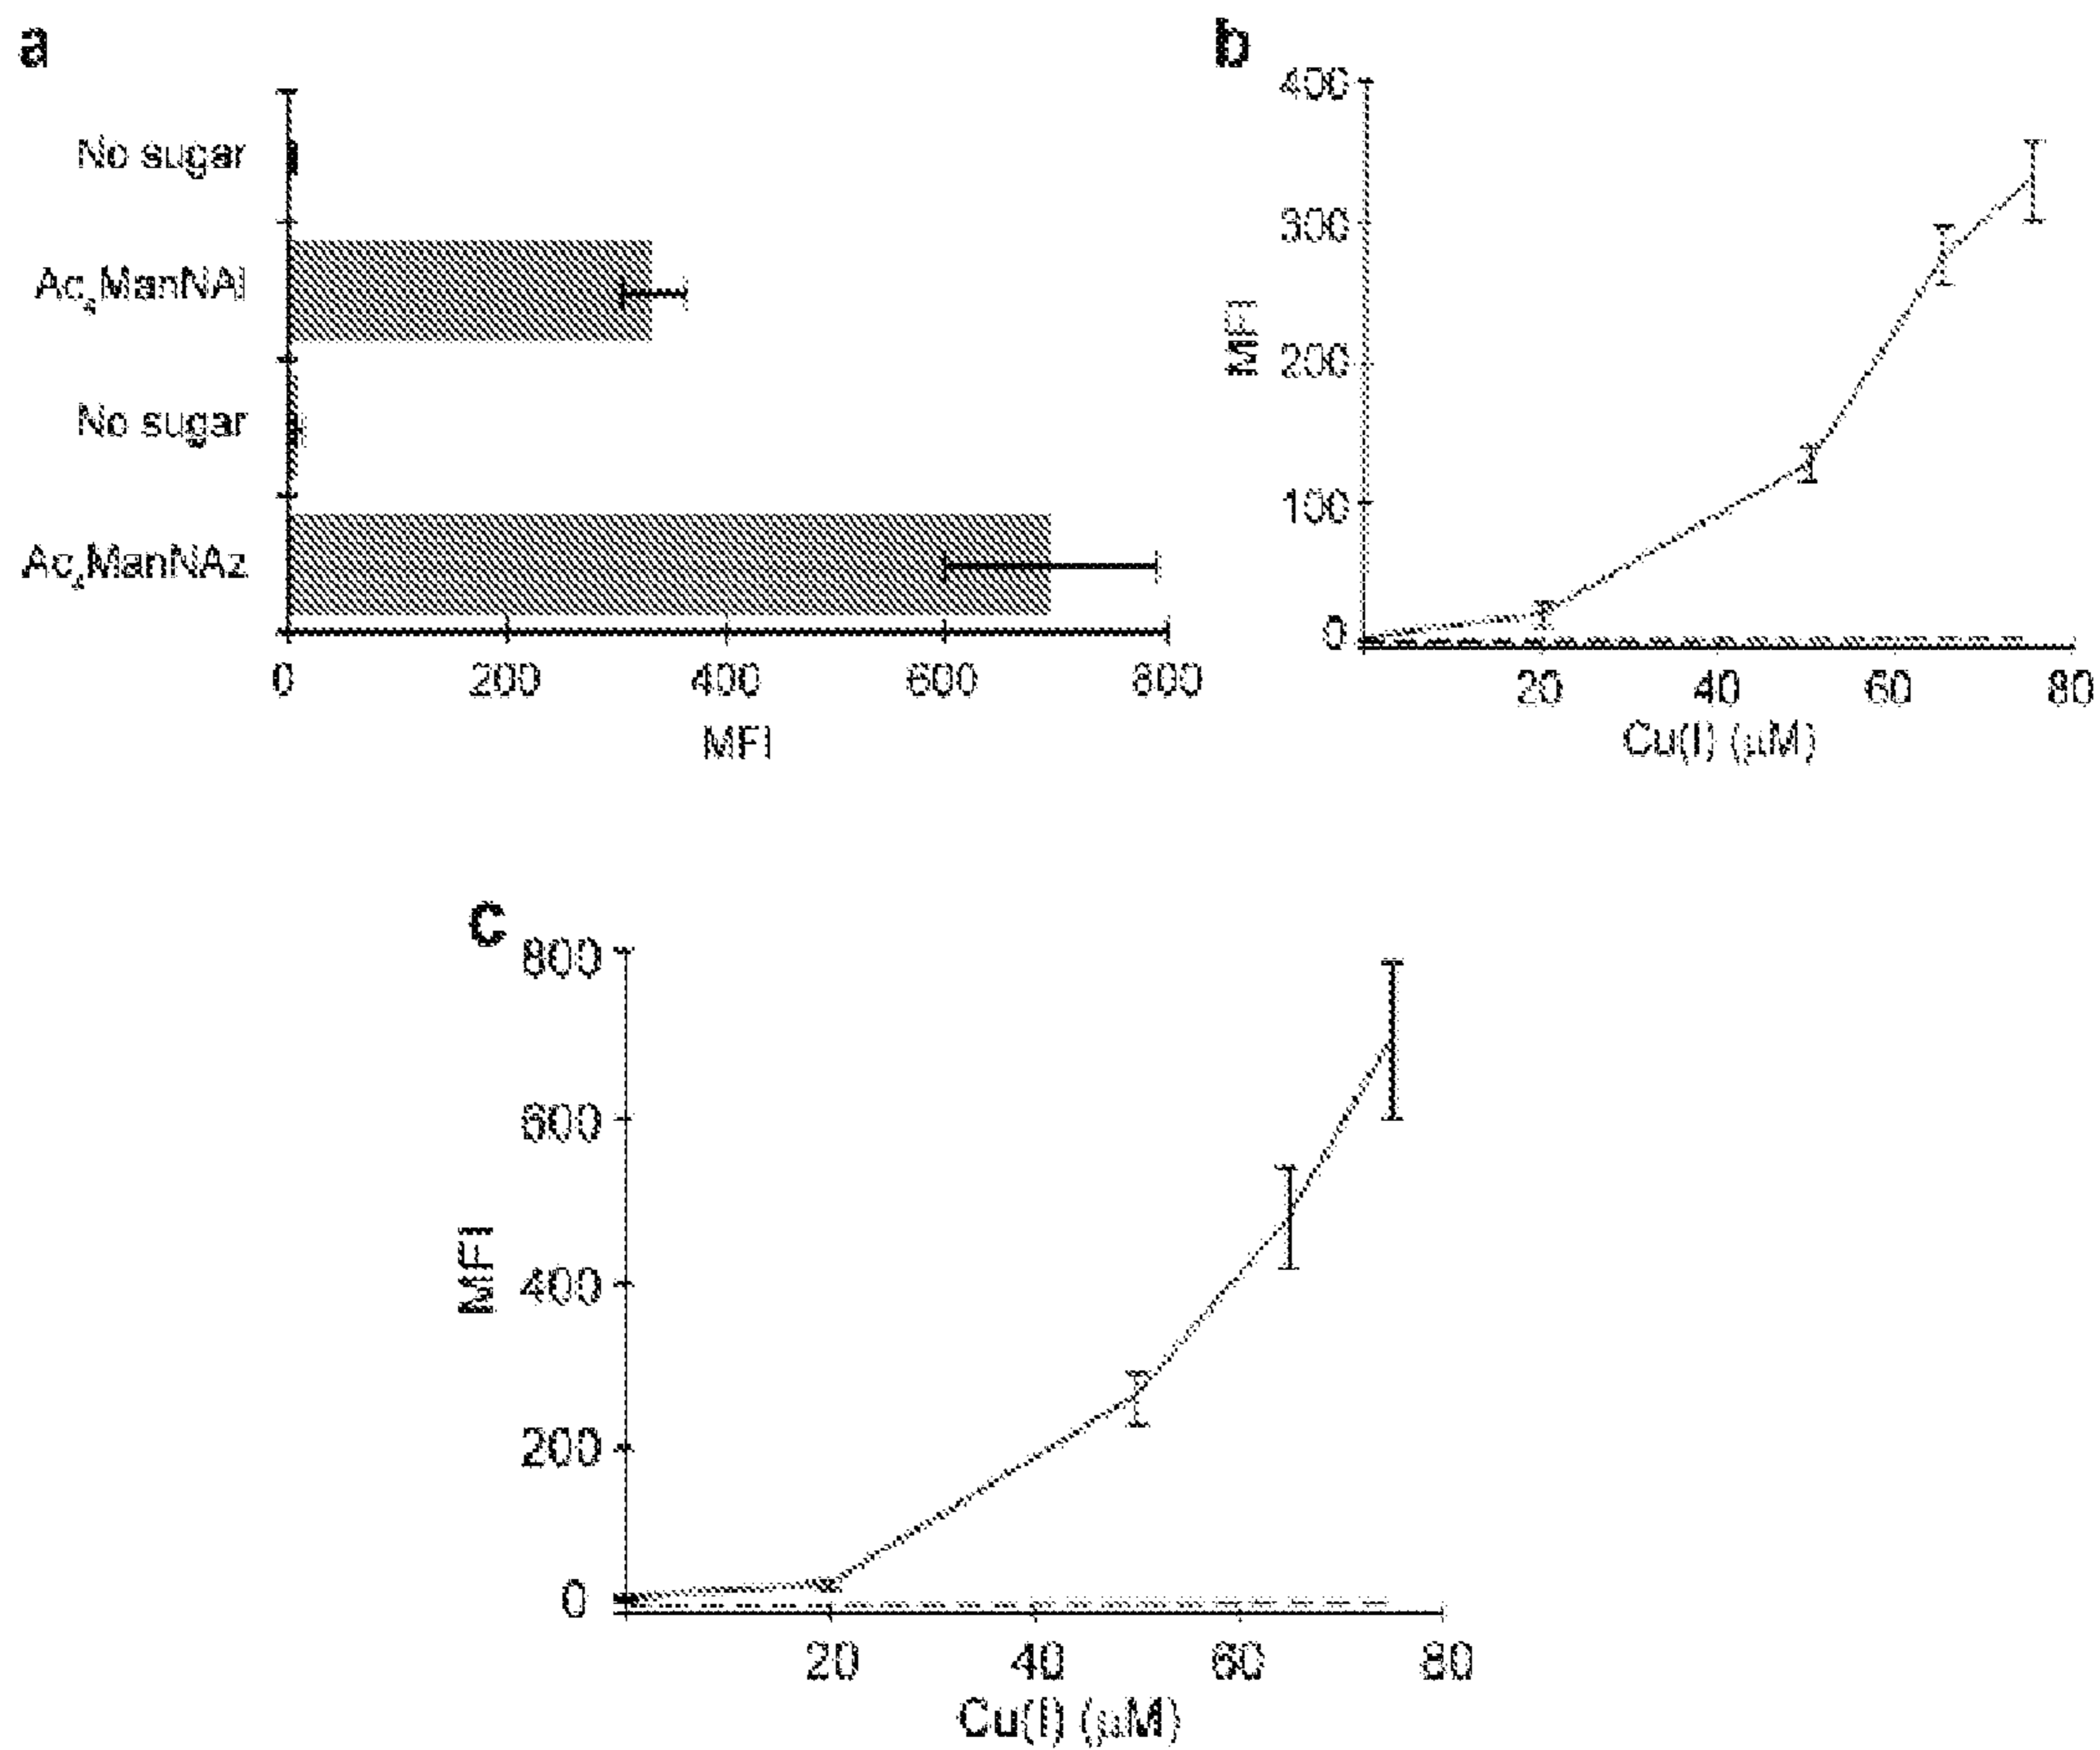 a
No sugar
Ac₄ManNAl
No sugar
Ac₄ManNAz
0 200 400 600 800
MFI
b
400
300
200
100
0
MFI
20 40 60 80
Cu(I) (μM)
c
800
600
400
200
0
MFI
20 40 60 80
Cu(I) (μM)